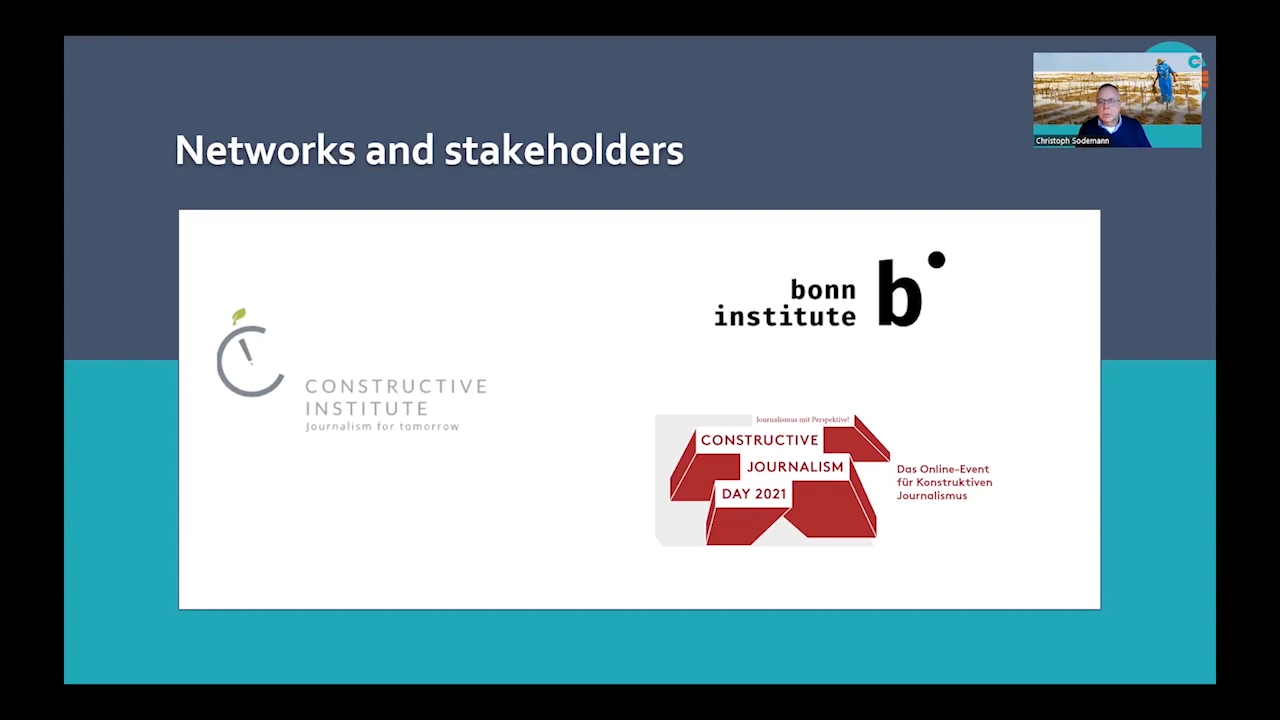 Networks and stakeholders
Christoph Sodemann
CONSTRUCTIVE
INSTITUTE
Journalism for tomorrow
bonn
institute
b
Journalismus mit Perspektive!
CONSTRUCTIVE
JOURNALISM
DAY 2021
Das Online-Event
für Konstruktiven
Journalismus